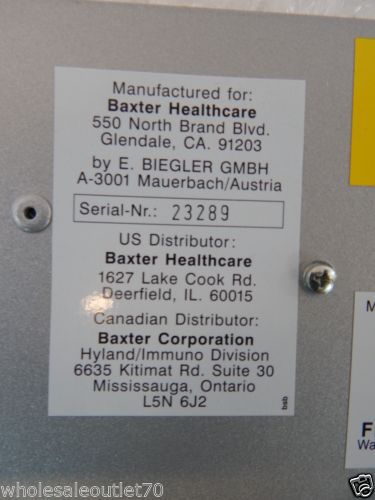 Manufactured for:
Baxter Healthcare
550 North Brand Blvd.
Glendale, CA. 91203
by E. BIEGLER GMBH
A-3001 Mauerbach/Austria
Serial-Nr.: 23289
US Distributor:
Baxter Healthcare
1627 Lake Cook Rd.
Deerfield, IL. 60015
Canadian Distributor:
Baxter Corporation
Hyland/Immuno Division
6635 Kitimat Rd. Suite 30
Mississauga, Ontario
L5N 6J2
bsb
M
F
Wa
wholesaleoutlet70